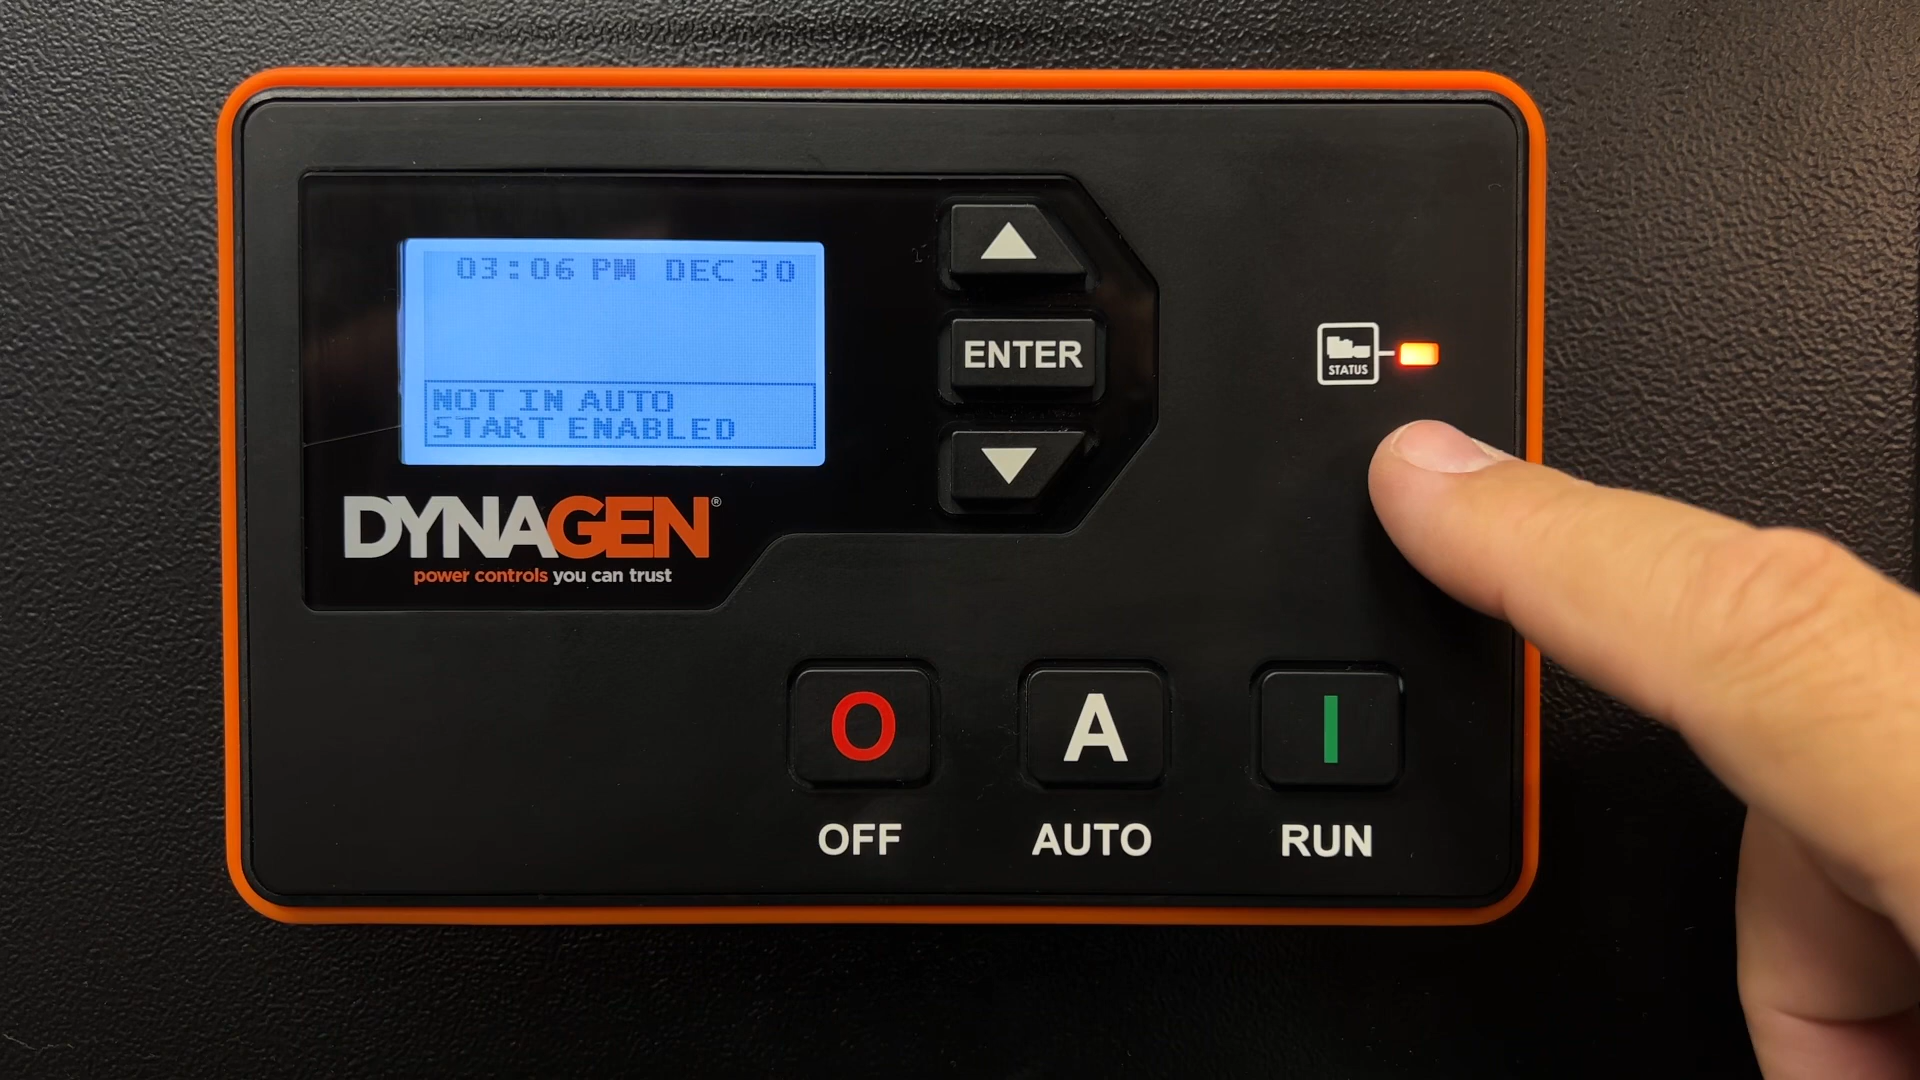 03:06 PM DEC 30
NOT IN AUTO
START ENABLED
DYNAGEN®
power controls you can trust
ENTER
STATUS
O
A
I
OFF
AUTO
RUN